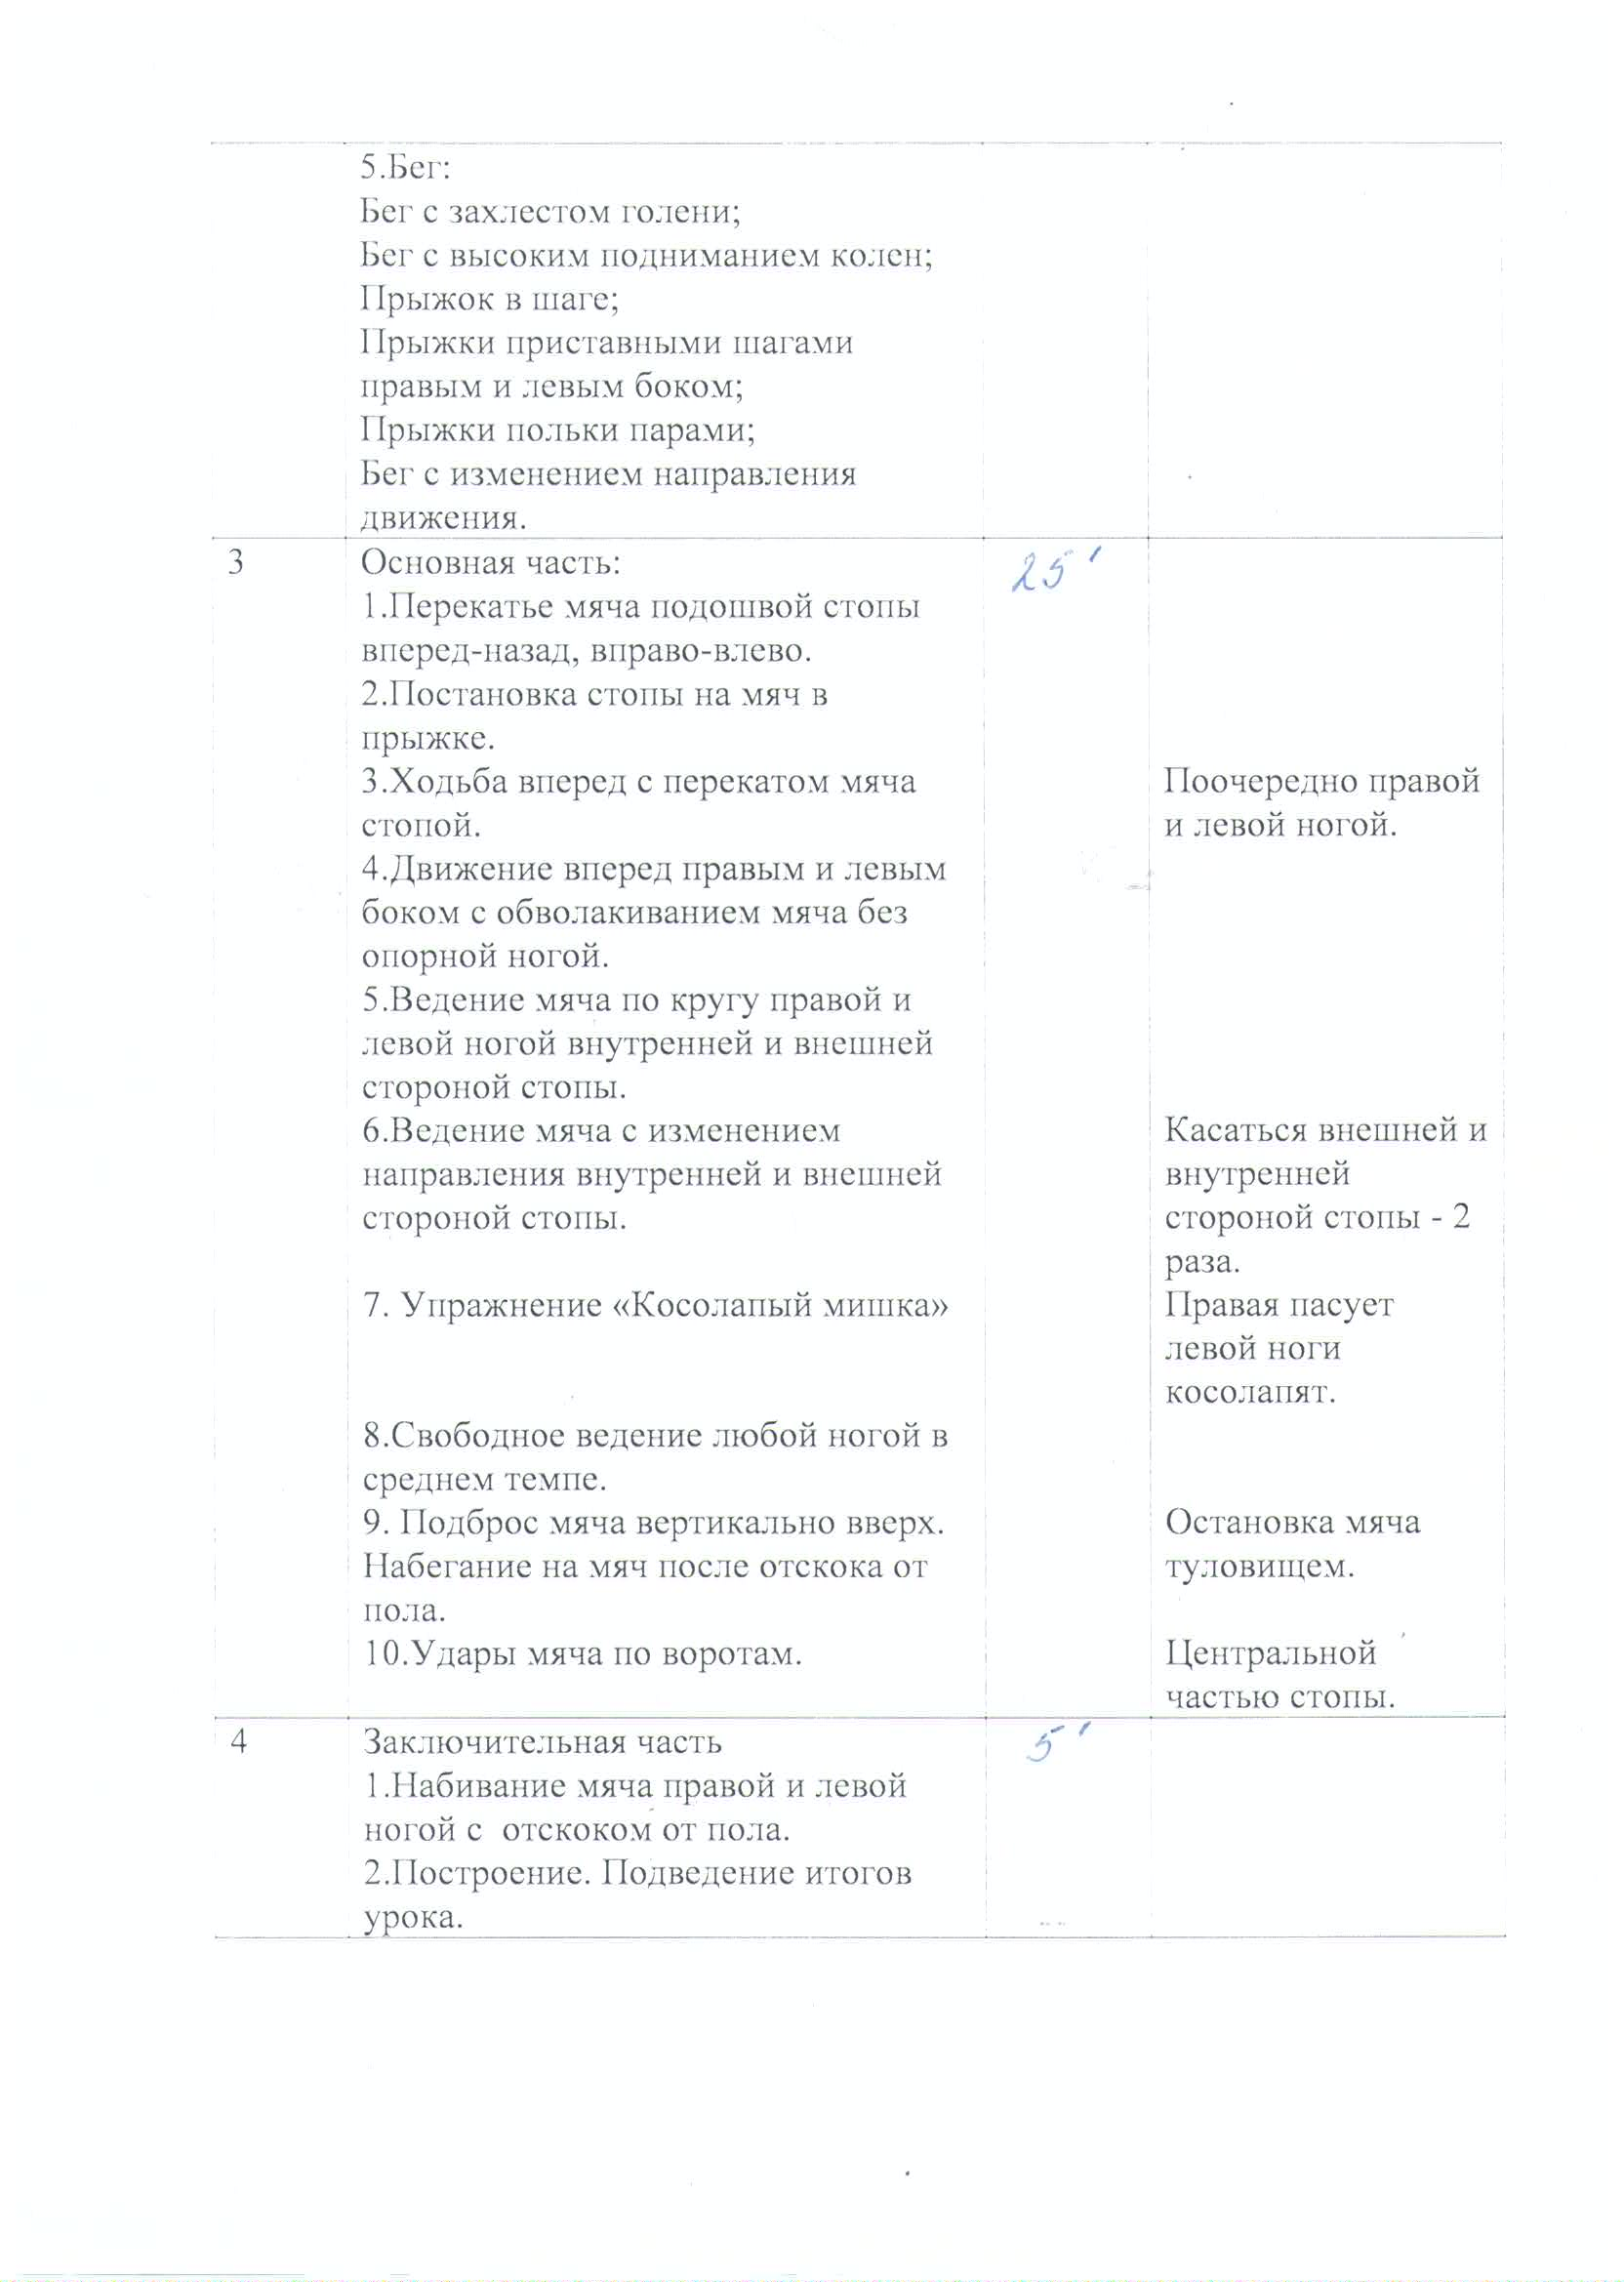 5.Бег:
Бег с захлестом голени;
Бег с высоким подниманием колен;
Прыжок в шаге;
Прыжки приставными шагами
правым и левым боком;
Прыжки польки парами;
Бег с изменением направления
движения.
3 Основная часть: 25'
1.Перекатье мяча подошвой стопы
вперед-назад, вправо-влево.
2.Постановка стопы на мяч в
прыжке.
3.Ходьба вперед с перекатом мяча Поочередно правой
стопой. и левой ногой.
4.Движение вперед правым и левым
боком с обволакиванием мяча без
опорной ногой.
5.Ведение мяча по кругу правой и
левой ногой внутренней и внешней
стороной стопы.
6.Ведение мяча с изменением Касаться внешней и
направления внутренней и внешней внутренней
стороной стопы. стороной стопы - 2
раза.
7. Упражнение «Косолапый мишка» Правая пасует
левой ноги
косолапят.
8.Свободное ведение любой ногой в
среднем темпе.
9. Подброс мяча вертикально вверх. Остановка мяча
Набегание на мяч после отскока от туловищем.
пола.
10.Удары мяча по воротам. Центральной
частью стопы.
4 Заключительная часть 5'
1.Набивание мяча правой и левой
ногой с отскоком от пола.
2.Построение. Подведение итогов
урока.